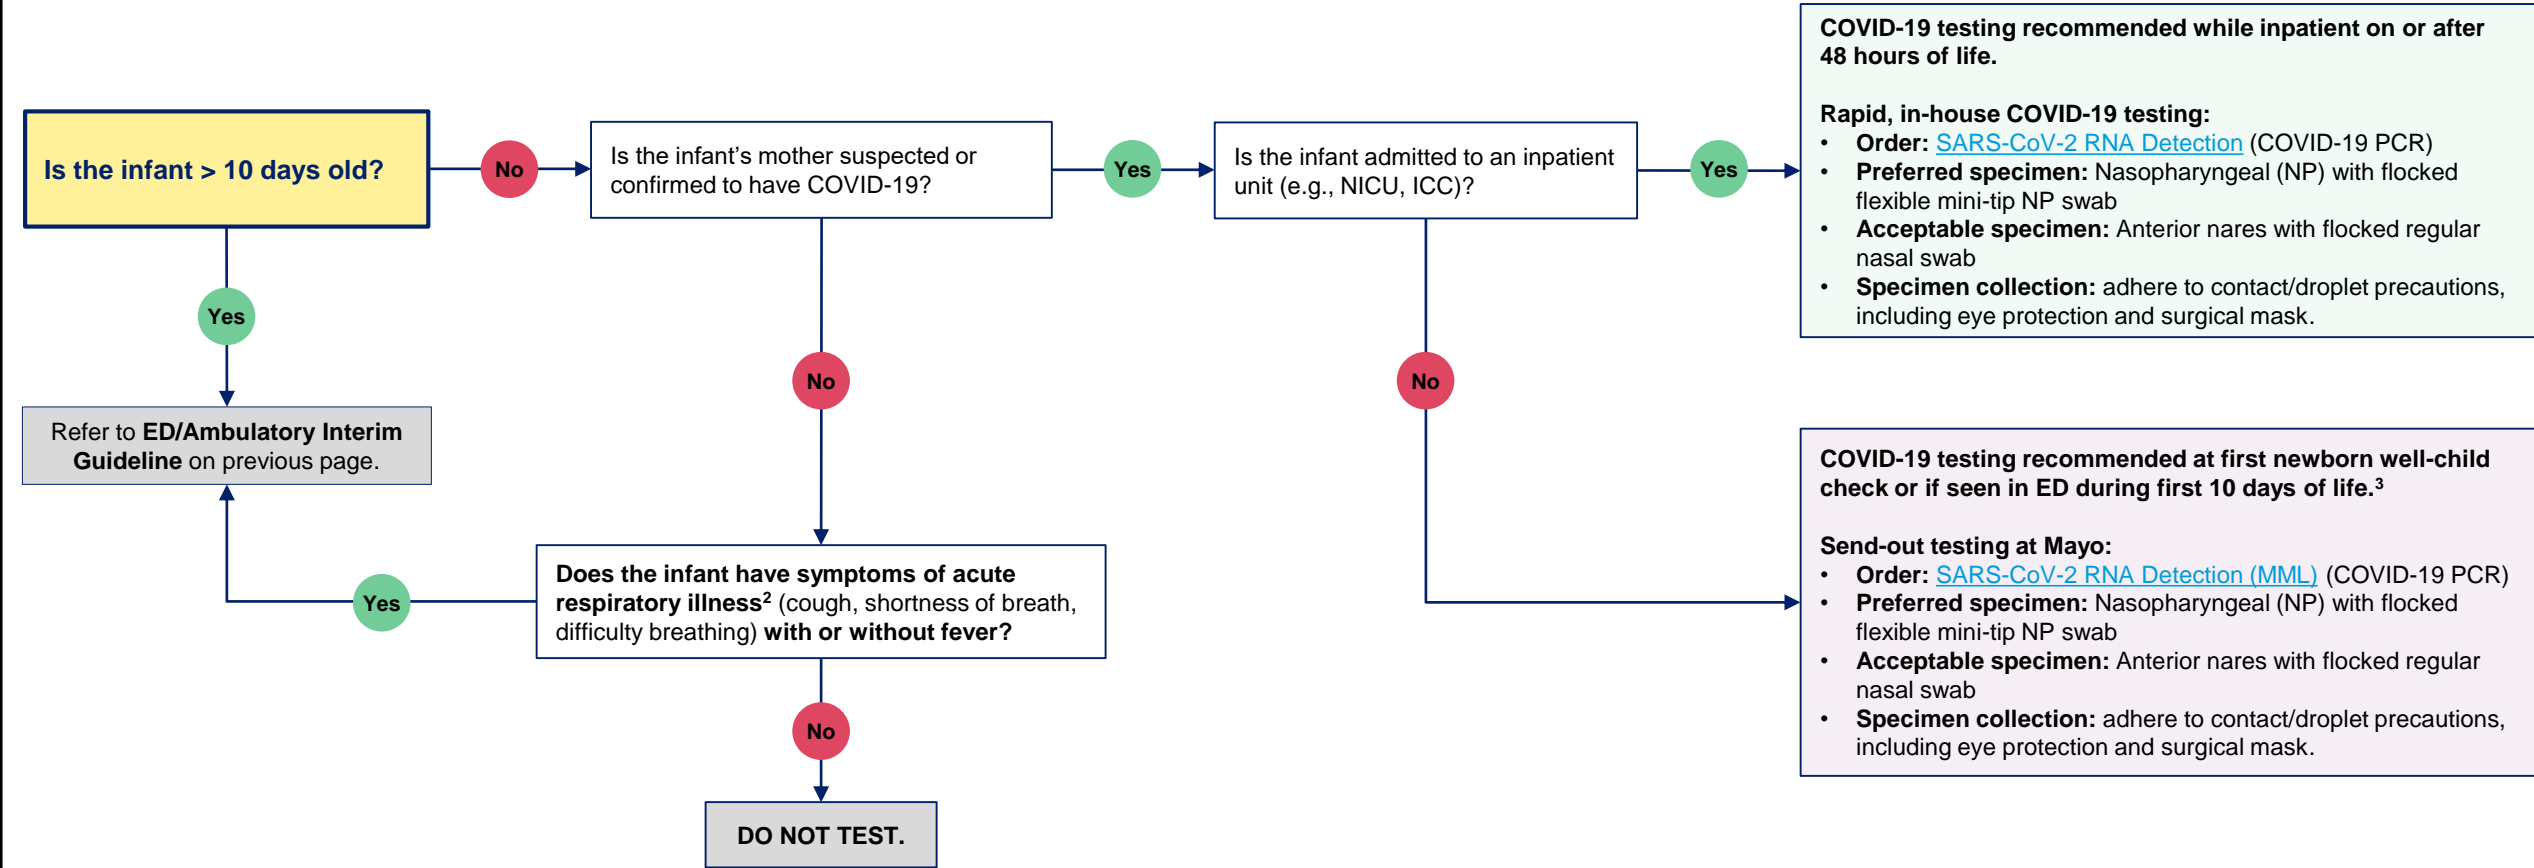 Is the infant > 10 days old?
No
Is the infant's mother suspected or
confirmed to have COVID-19?
Yes
Is the infant admitted to an inpatient
unit (e.g., NICU, ICC)?
Yes
COVID-19 testing recommended while inpatient on or after
48 hours of life.
Rapid, in-house COVID-19 testing:
• Order: SARS-CoV-2 RNA Detection (COVID-19 PCR)
• Preferred specimen: Nasopharyngeal (NP) with flocked
flexible mini-tip NP swab
• Acceptable specimen: Anterior nares with flocked regular
nasal swab
• Specimen collection: adhere to contact/droplet precautions,
including eye protection and surgical mask.
Yes
No
No
Refer to ED/Ambulatory Interim
Guideline on previous page.
COVID-19 testing recommended at first newborn well-child
check or if seen in ED during first 10 days of life.³
Send-out testing at Mayo:
• Order: SARS-CoV-2 RNA Detection (MML) (COVID-19 PCR)
• Preferred specimen: Nasopharyngeal (NP) with flocked
flexible mini-tip NP swab
• Acceptable specimen: Anterior nares with flocked regular
nasal swab
• Specimen collection: adhere to contact/droplet precautions,
including eye protection and surgical mask.
Yes
Does the infant have symptoms of acute
respiratory illness² (cough, shortness of breath,
difficulty breathing) with or without fever?
No
DO NOT TEST.